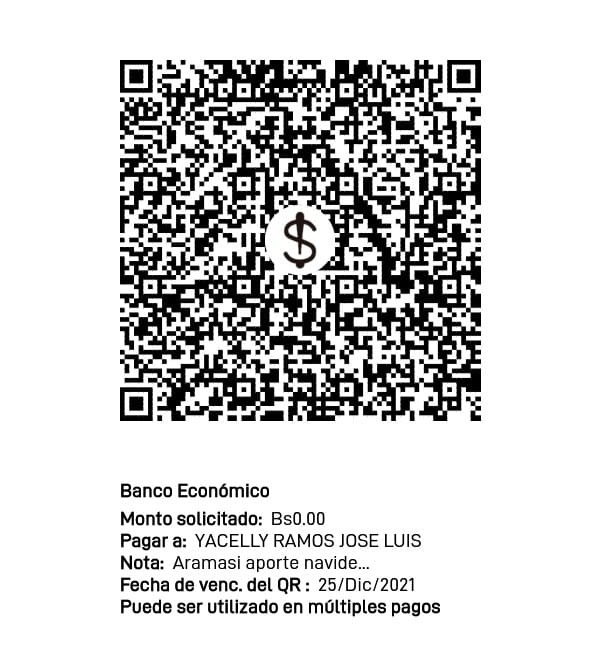 $
Banco Económico
Monto solicitado: Bs0.00
Pagar a: YACELLY RAMOS JOSE LUIS
Nota: Aramasi aporte navide...
Fecha de venc. del QR : 25/Dic/2021
Puede ser utilizado en múltiples pagos